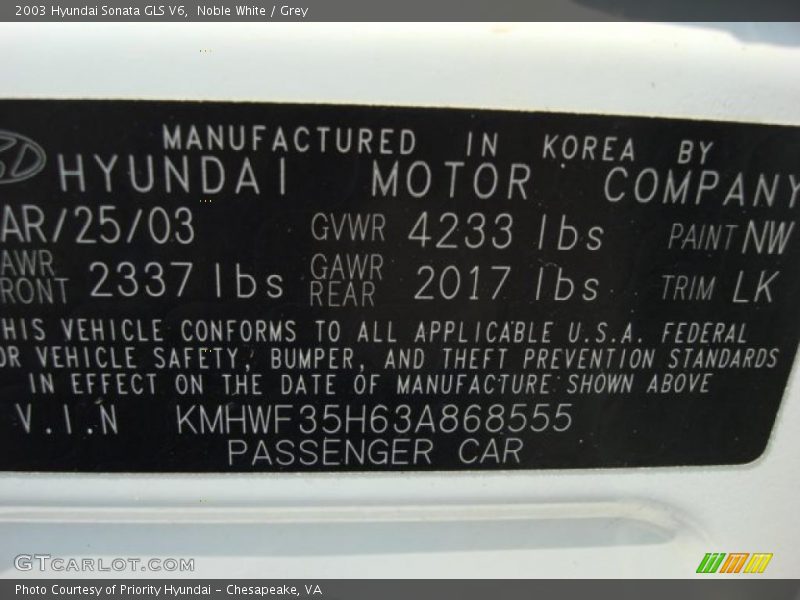 2003 Hyundai Sonata GLS V6, Noble White / Grey
MANUFACTURED IN KOREA BY
HYUNDAI MOTOR COMPANY
AR/25/03 GVWR 4233 lbs PAINT NW
AWR FRONT 2337 lbs GAWR REAR 2017 lbs TRIM LK
HIS VEHICLE CONFORMS TO ALL APPLICABLE U.S.A. FEDERAL
OR VEHICLE SAFETY, BUMPER, AND THEFT PREVENTION STANDARDS
IN EFFECT ON THE DATE OF MANUFACTURE SHOWN ABOVE
V.I.N KMHWF35H63A868555
PASSENGER CAR
GTCARLOT.COM
Photo Courtesy of Priority Hyundai - Chesapeake, VA